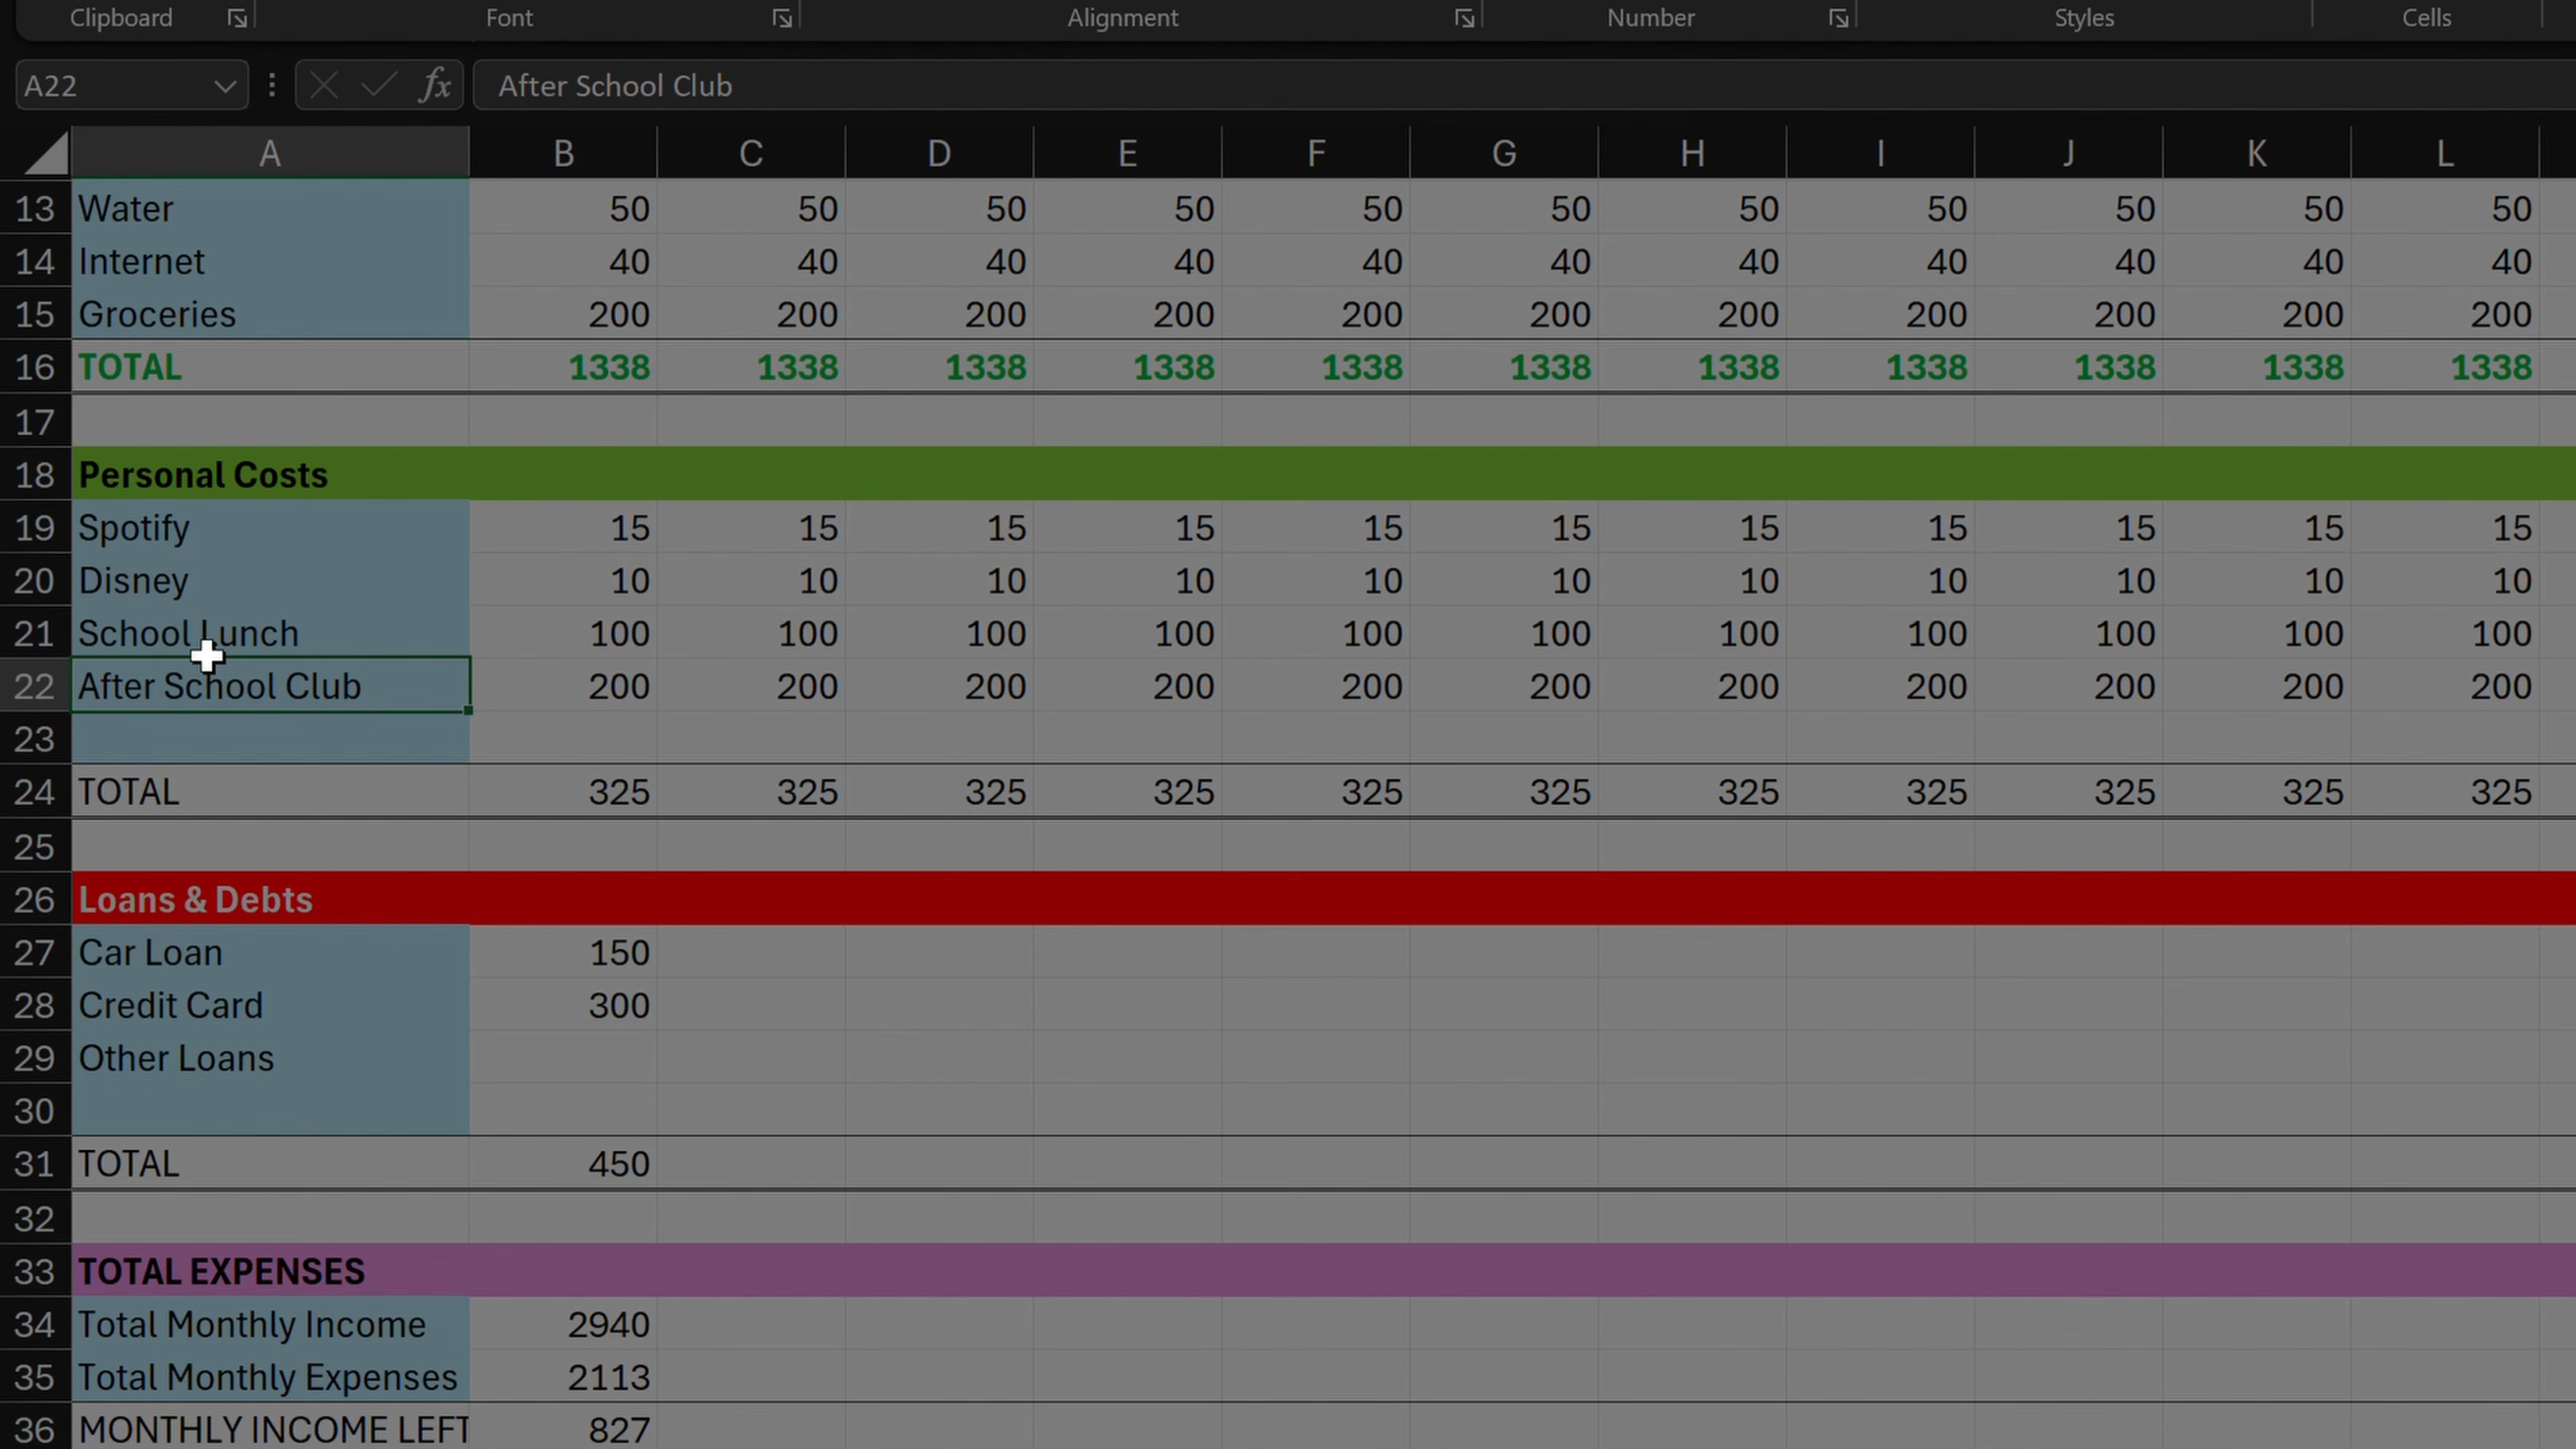 Clipboard Font Alignment Number Styles Cells
A22 fx After School Club
A B C D E F G H I J K L
13 Water 50 50 50 50 50 50 50 50 50 50 50
14 Internet 40 40 40 40 40 40 40 40 40 40 40
15 Groceries 200 200 200 200 200 200 200 200 200 200 200
16 TOTAL 1338 1338 1338 1338 1338 1338 1338 1338 1338 1338 1338
17
18 Personal Costs
19 Spotify 15 15 15 15 15 15 15 15 15 15 15
20 Disney 10 10 10 10 10 10 10 10 10 10 10
21 School Lunch 100 100 100 100 100 100 100 100 100 100 100
22 After School Club 200 200 200 200 200 200 200 200 200 200 200
23
24 TOTAL 325 325 325 325 325 325 325 325 325 325 325
25
26 Loans & Debts
27 Car Loan 150
28 Credit Card 300
29 Other Loans
30
31 TOTAL 450
32
33 TOTAL EXPENSES
34 Total Monthly Income 2940
35 Total Monthly Expenses 2113
36 MONTHLY INCOME LEFT 827